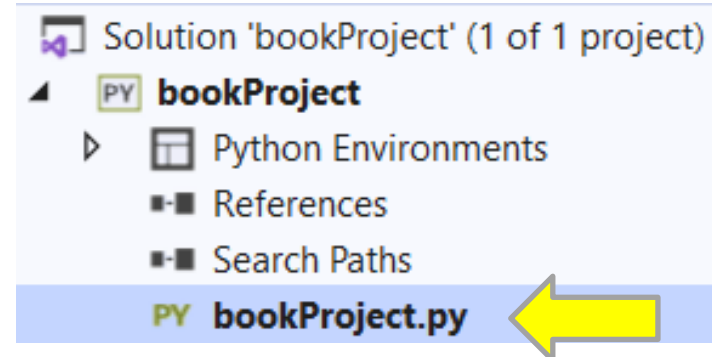 Solution 'bookProject' (1 of 1 project)
PY bookProject
Python Environments
References
Search Paths
PY bookProject.py